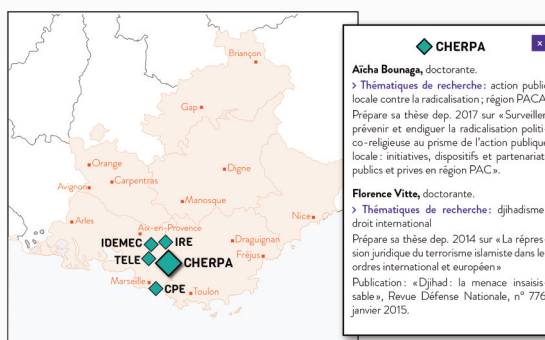 Briançon
Gap
Orange
Carpentras
Avignon
Digne
Manosque
Arles
Nice
Aix-en-Provence
IDEMEC
IRE
Draguignan
TELE
CHERPA
Fréjus
Marseille
CPE
Toulon
CHERPA
x
Aïcha Bounaga, doctorante.
> Thématiques de recherche : action publi
locale contre la radicalisation ; région PACA
Prépare sa thèse dep. 2017 sur « Surveiller
prévenir et endiguer la radicalisation politi-
co-religieuse au prisme de l'action publique
locale : initiatives, dispositifs et partenariat
publics et prives en région PAC ».
Florence Vitte, doctorante.
> Thématiques de recherche : djihadisme
droit international
Prépare sa thèse dep. 2014 sur « La répres-
sion juridique du terrorisme islamiste dans le
ordres international et européen »
Publication : « Djihad : la menace insaisis-
sable », Revue Défense Nationale, n° 776
janvier 2015.